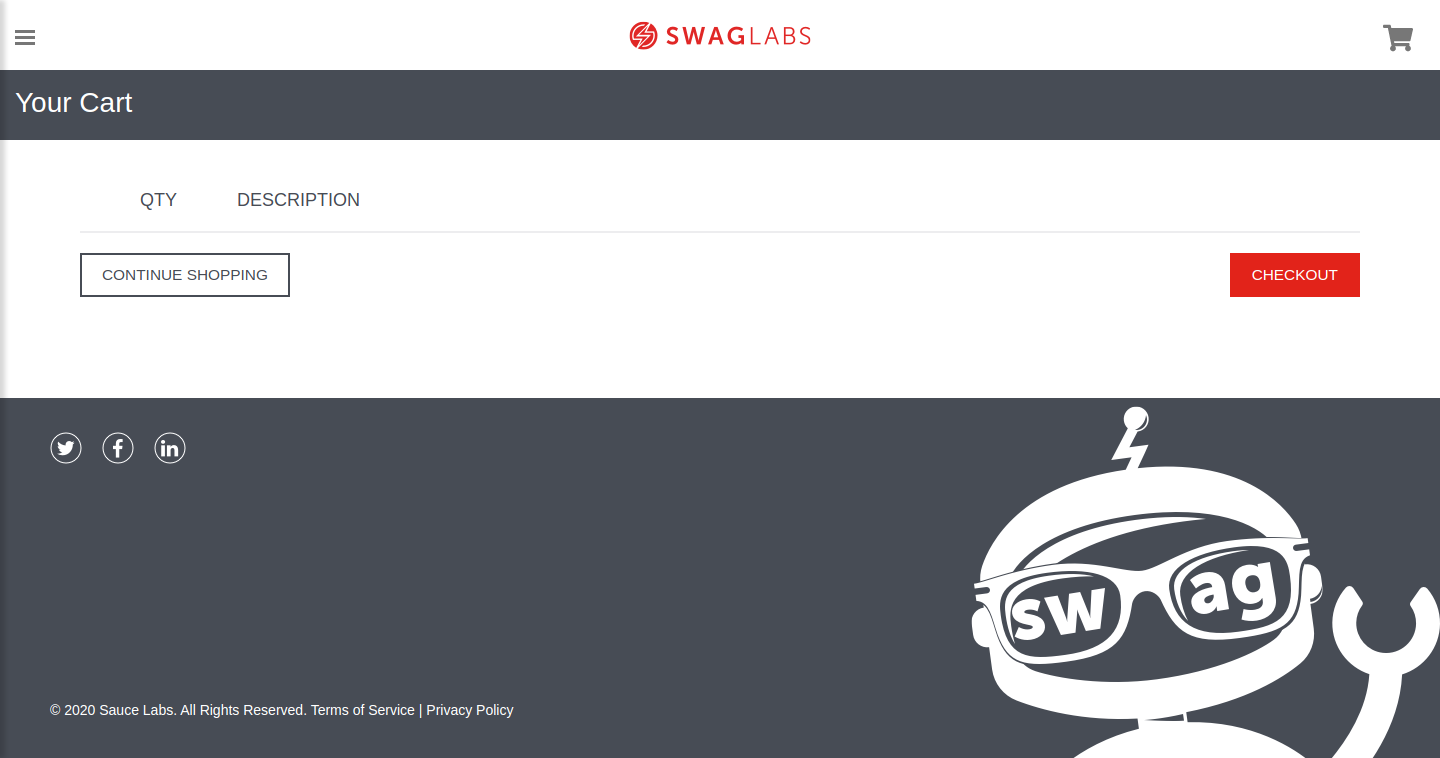 SWAGLABS
Your Cart
QTY DESCRIPTION
CONTINUE SHOPPING CHECKOUT
sw ag
© 2020 Sauce Labs. All Rights Reserved. Terms of Service | Privacy Policy